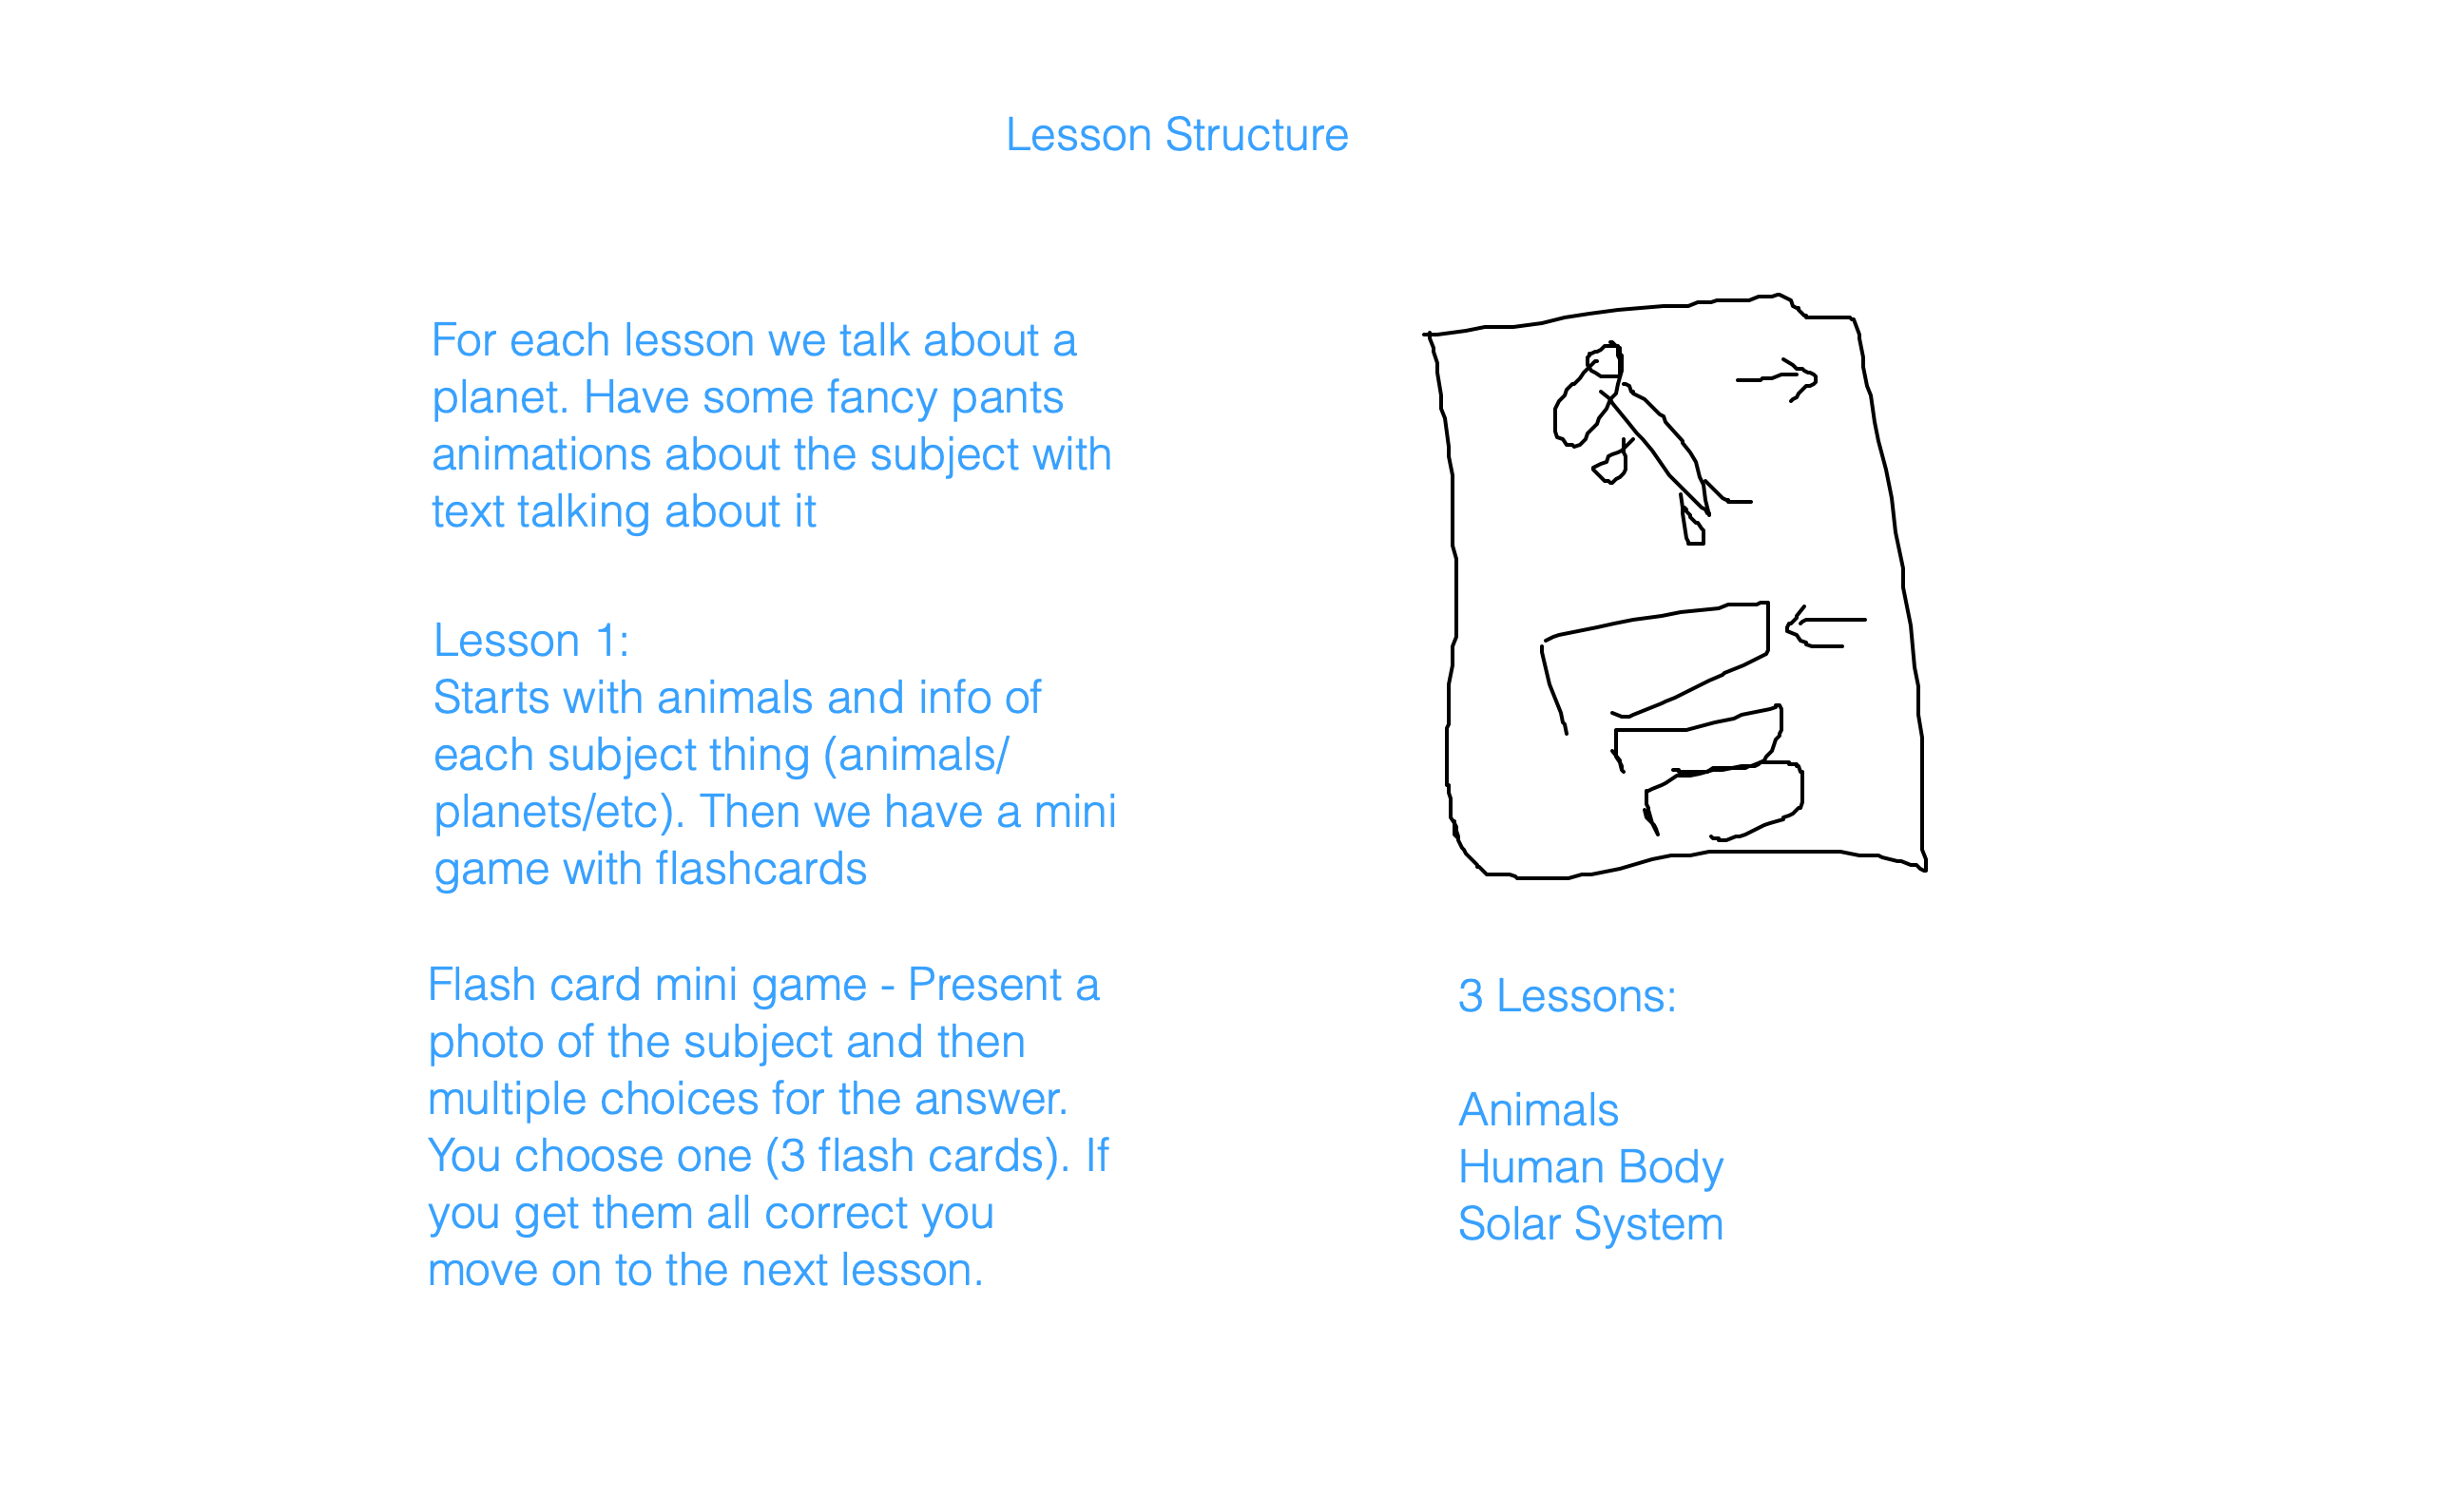 Lesson Structure
For each lesson we talk about a
planet. Have some fancy pants
animations about the subject with
text talking about it
Lesson 1:
Starts with animals and info of
each subject thing (animals/
planets/etc). Then we have a mini
game with flashcards
Flash card mini game - Present a
photo of the subject and then
multiple choices for the answer.
You choose one (3 flash cards). If
you get them all correct you
move on to the next lesson.
3 Lessons:
Animals
Human Body
Solar System